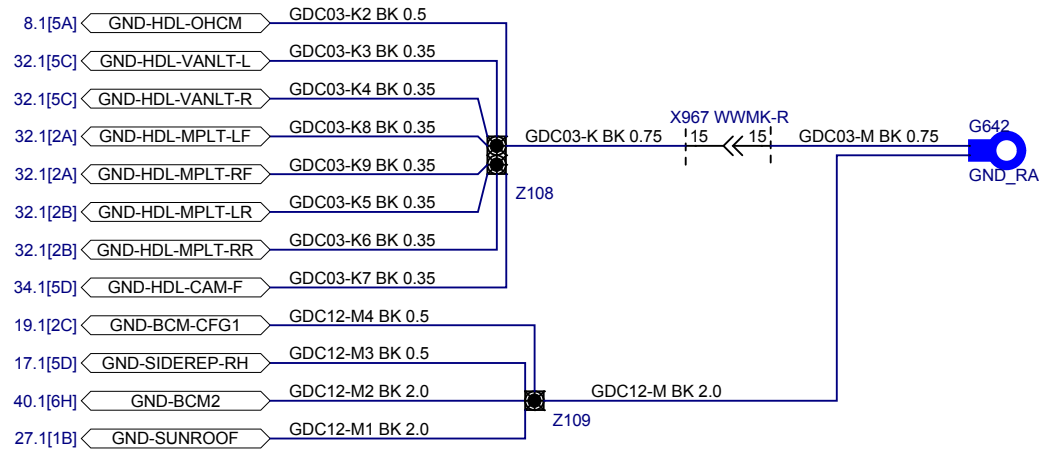 8.1[5A] GND-HDL-OHCM GDC03-K2 BK 0.5
32.1[5C] GND-HDL-VANLT-L GDC03-K3 BK 0.35
32.1[5C] GND-HDL-VANLT-R GDC03-K4 BK 0.35
X967 WWMK-R
G642
32.1[2A] GND-HDL-MPLT-LF GDC03-K8 BK 0.35 GDC03-K BK 0.75 15 15 GDC03-M BK 0.75
32.1[2A] GND-HDL-MPLT-RF GDC03-K9 BK 0.35 GND_RA
Z108
32.1[2B] GND-HDL-MPLT-LR GDC03-K5 BK 0.35
32.1[2B] GND-HDL-MPLT-RR GDC03-K6 BK 0.35
34.1[5D] GND-HDL-CAM-F GDC03-K7 BK 0.35
19.1[2C] GND-BCM-CFG1 GDC12-M4 BK 0.5
17.1[5D] GND-SIDEREP-RH GDC12-M3 BK 0.5
40.1[6H] GND-BCM2 GDC12-M2 BK 2.0 GDC12-M BK 2.0
Z109
27.1[1B] GND-SUNROOF GDC12-M1 BK 2.0